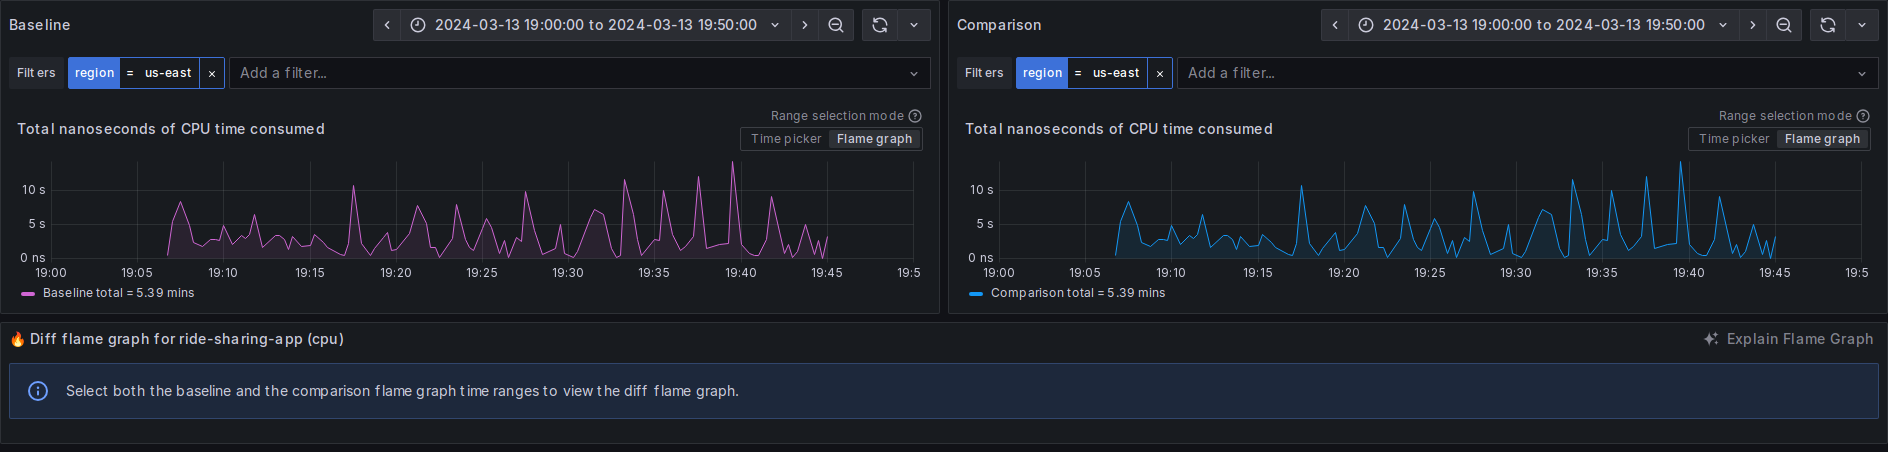 Baseline
2024-03-13 19:00:00 to 2024-03-13 19:50:00
Filters region = us-east × Add a filter...
Total nanoseconds of CPU time consumed
Range selection mode
Time picker Flame graph
10 s
5 s
0 ns
19:00 19:05 19:10 19:15 19:20 19:25 19:30 19:35 19:40 19:45 19:5
Baseline total = 5.39 mins
Comparison
2024-03-13 19:00:00 to 2024-03-13 19:50:00
Filters region = us-east × Add a filter...
Total nanoseconds of CPU time consumed
Range selection mode
Time picker Flame graph
10 s
5 s
0 ns
19:00 19:05 19:10 19:15 19:20 19:25 19:30 19:35 19:40 19:45 19:5
Comparison total = 5.39 mins
🔥 Diff flame graph for ride-sharing-app (cpu)
Explain Flame Graph
Select both the baseline and the comparison flame graph time ranges to view the diff flame graph.